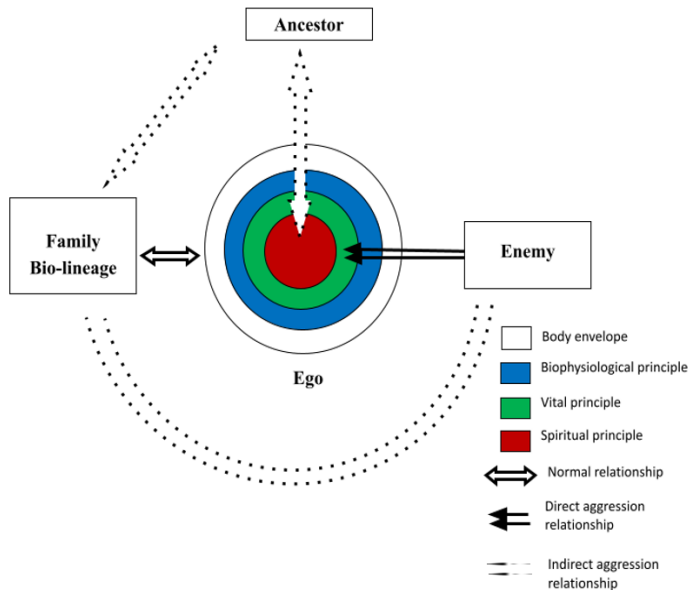 Ancestor
Family
Bio-lineage
Enemy
Ego
Body envelope
Biophysiological principle
Vital principle
Spiritual principle
Normal relationship
Direct aggression
relationship
Indirect aggression
relationship